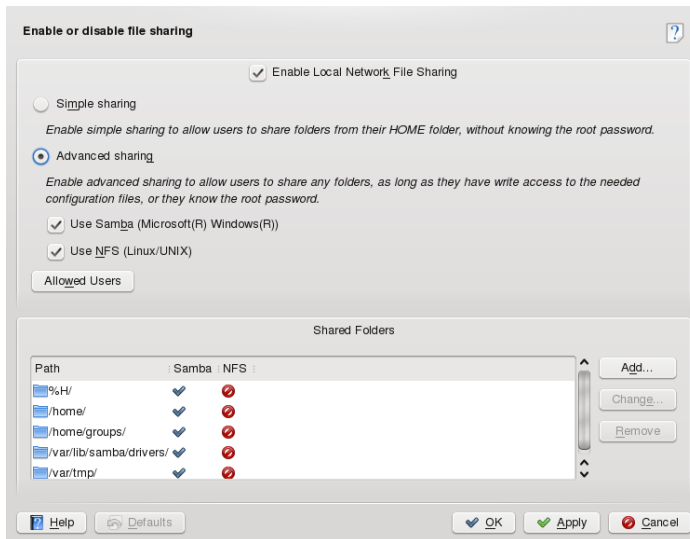 Enable or disable file sharing
?
Enable Local Network File Sharing
Simple sharing
Enable simple sharing to allow users to share folders from their HOME folder, without knowing the root password.
Advanced sharing
Enable advanced sharing to allow users to share any folders, as long as they have write access to the needed
configuration files, or they know the root password.
Use Samba (Microsoft(R) Windows(R))
Use NFS (Linux/UNIX)
Allowed Users
Shared Folders
Path Samba NFS
%H/
/home/
/home/groups/
/var/lib/samba/drivers/
/var/tmp/
Add...
Change...
Remove
? Help
Defaults
OK
Apply
Cancel